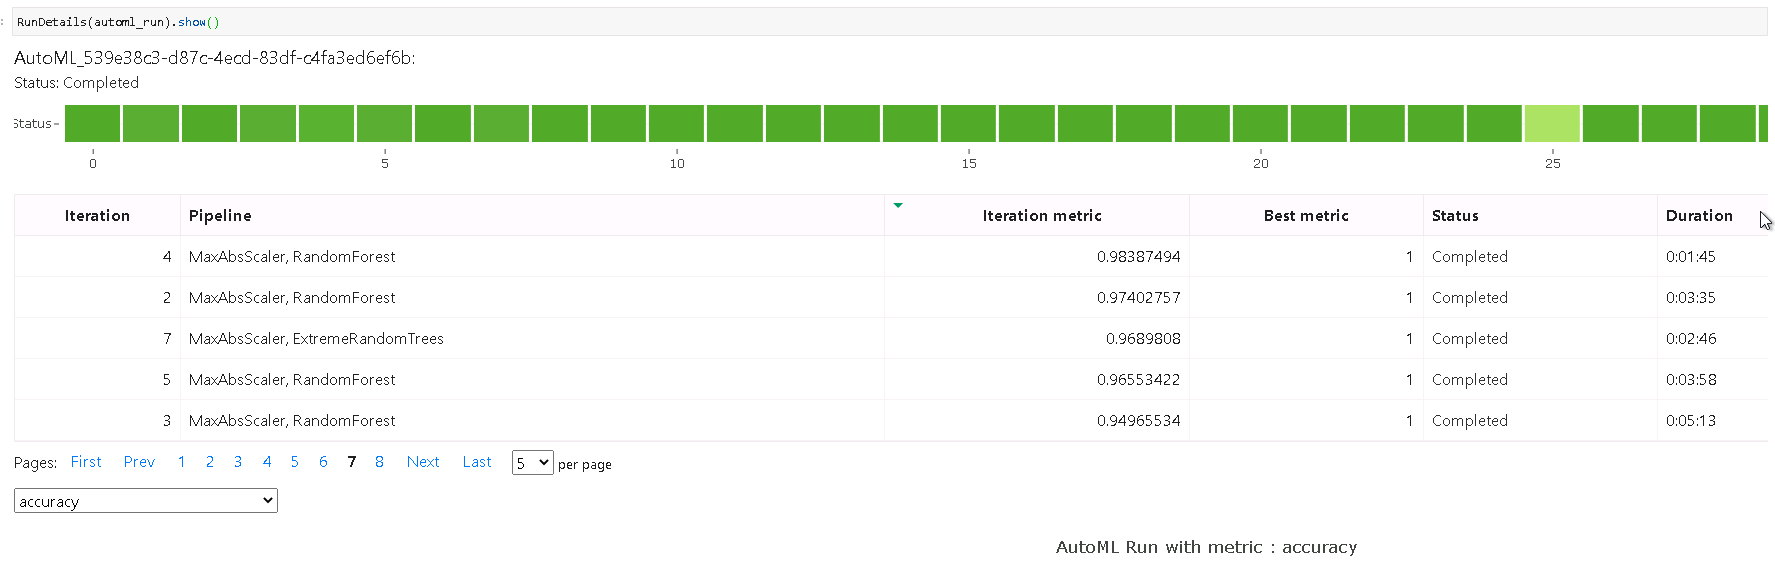 RunDetails(automl_run).show()
AutoML_539e38c3-d87c-4ecd-83df-c4fa3ed6ef6b:
Status: Completed
Status
0 5 10 15 20 25
Iteration Pipeline Iteration metric Best metric Status Duration
4 MaxAbsScaler, RandomForest 0.98387494 1 Completed 0:01:45
2 MaxAbsScaler, RandomForest 0.97402757 1 Completed 0:03:35
7 MaxAbsScaler, ExtremeRandomTrees 0.9689808 1 Completed 0:02:46
5 MaxAbsScaler, RandomForest 0.96553422 1 Completed 0:03:58
3 MaxAbsScaler, RandomForest 0.94965534 1 Completed 0:05:13
Pages: First Prev 1 2 3 4 5 6 7 8 Next Last 5 per page
accuracy
AutoML Run with metric : accuracy